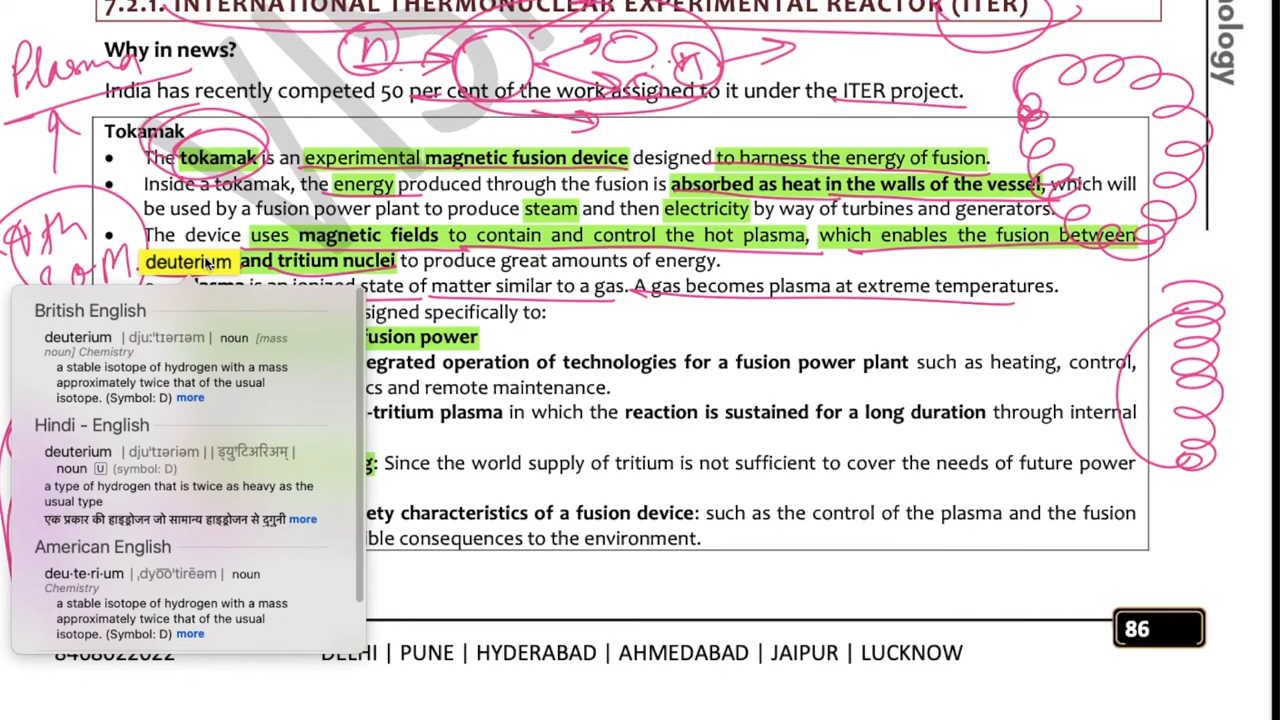 7.2.1. INTERNATIONAL THERMONUCLEAR EXPERIMENTAL REACTOR (ITER)
Why in news?
Plasma
n
n
India has recently competed 50 per cent of the work assigned to it under the ITER project.
Tokamak
• The tokamak is an experimental magnetic fusion device designed to harness the energy of fusion.
• Inside a tokamak, the energy produced through the fusion is absorbed as heat in the walls of the vessel, which will
be used by a fusion power plant to produce steam and then electricity by way of turbines and generators.
• The device uses magnetic fields to contain and control the hot plasma, which enables the fusion between
deuterium and tritium nuclei to produce great amounts of energy.
4th
SOM
is an ionized state of matter similar to a gas. A gas becomes plasma at extreme temperatures.
signed specifically to:
fusion power
egrated operation of technologies for a fusion power plant such as heating, control,
cs and remote maintenance.
-tritium plasma in which the reaction is sustained for a long duration through internal
g: Since the world supply of tritium is not sufficient to cover the needs of future power
ety characteristics of a fusion device: such as the control of the plasma and the fusion
ble consequences to the environment.
British English
deuterium | djuːˈtɪərɪəm | noun [mass
noun] Chemistry
a stable isotope of hydrogen with a mass
approximately twice that of the usual
isotope. (Symbol: D) more
Hindi - English
deuterium | djuˈtɪəriəm | | ड्यु'टिअरिअम् |
noun U (symbol: D)
a type of hydrogen that is twice as heavy as the
usual type
एक प्रकार की हाइड्रोजन जो सामान्य हाइड्रोजन से दुगुनी more
American English
deu·te·ri·um | ˌdyo͞oˈtirēəm | noun
Chemistry
a stable isotope of hydrogen with a mass
approximately twice that of the usual
isotope. (Symbol: D) more
86
8468022022
DELHI | PUNE | HYDERABAD | AHMEDABAD | JAIPUR | LUCKNOW
nology